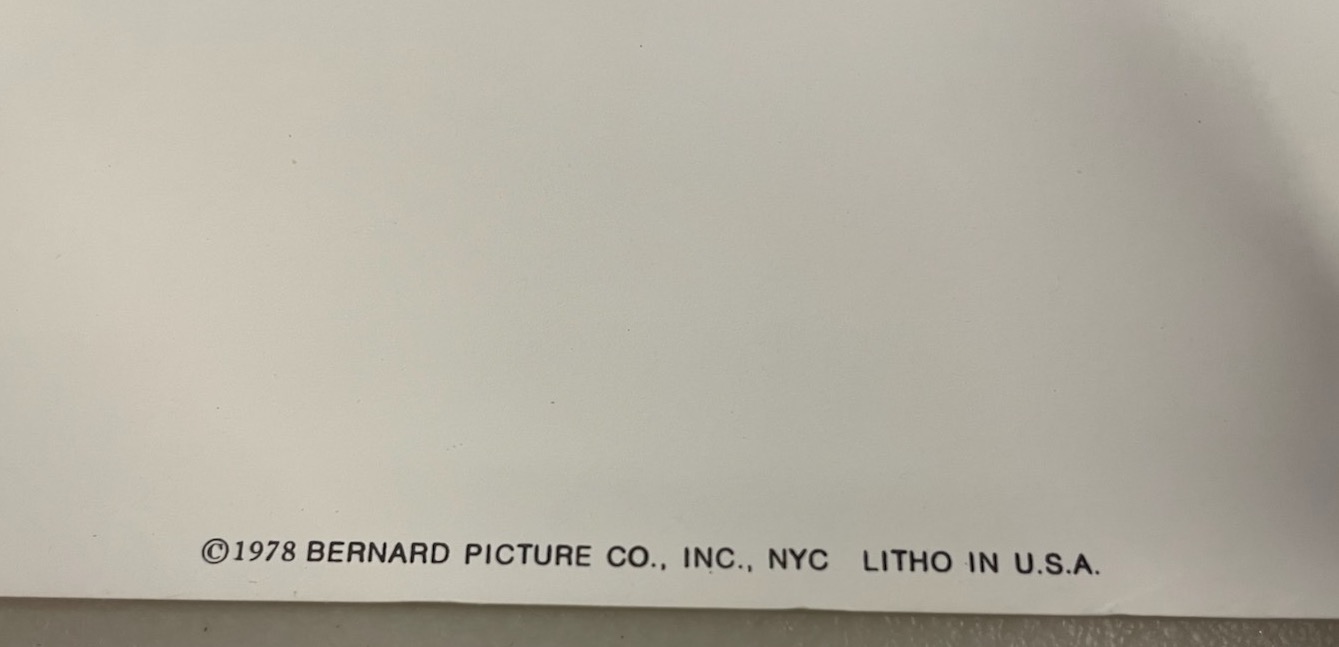 ©1978 BERNARD PICTURE CO., INC., NYC LITHO IN U.S.A.